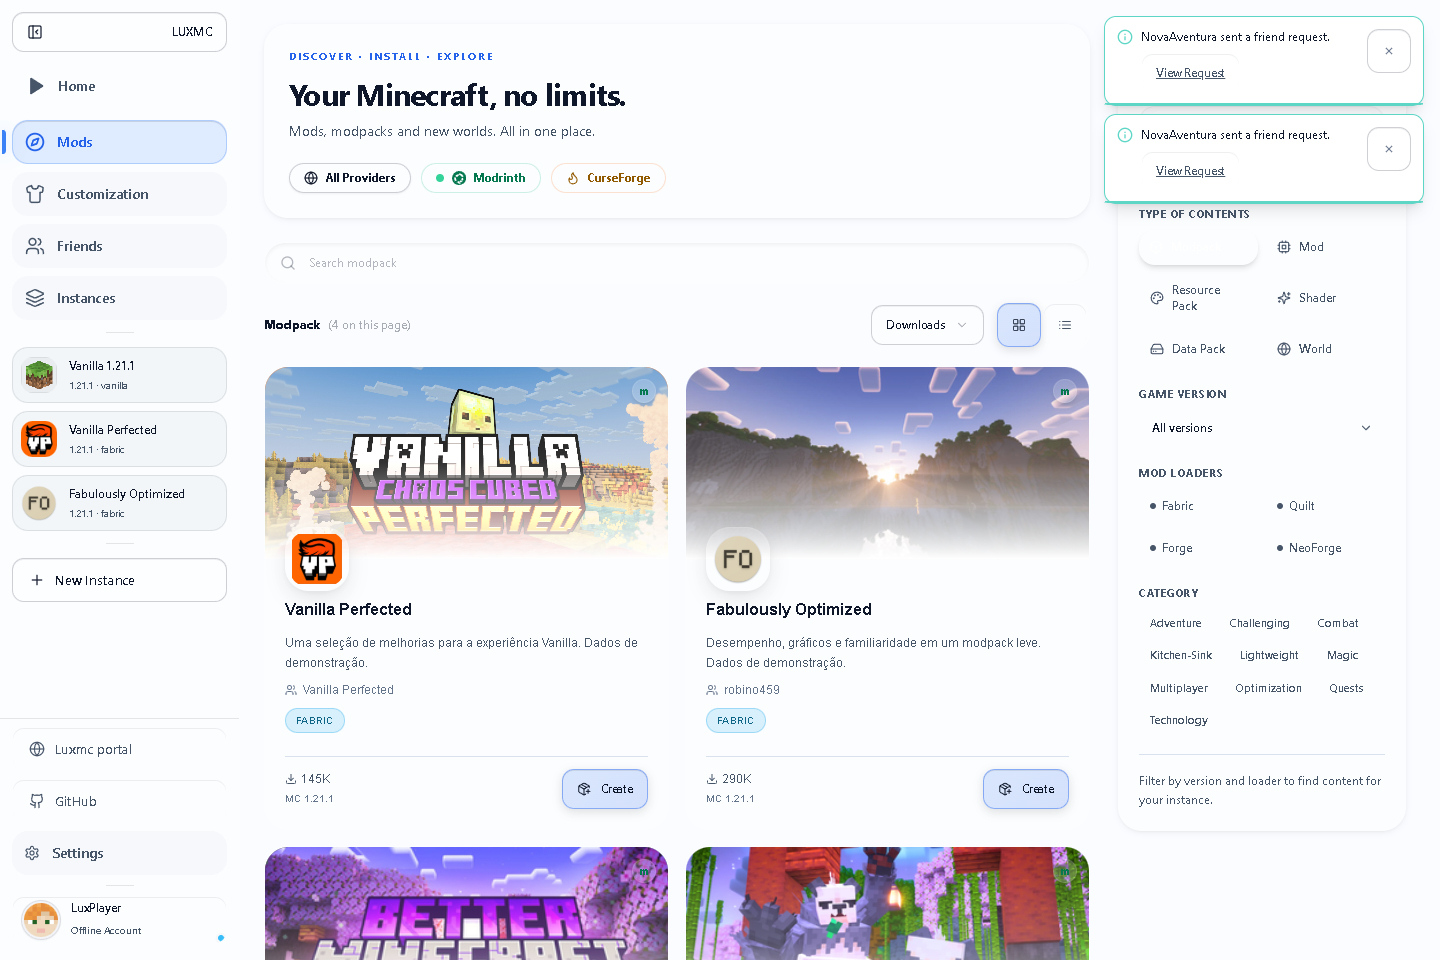 LUXMC
Home
Mods
Customization
Friends
Instances
Vanilla 1.21.1
1.21.1 · vanilla
Vanilla Perfected
1.21.1 · fabric
Fabulously Optimized
1.21.1 · fabric
New Instance
Luxmc portal
GitHub
Settings
LuxPlayer
Offline Account
DISCOVER · INSTALL · EXPLORE
Your Minecraft, no limits.
Mods, modpacks and new worlds. All in one place.
All Providers
Modrinth
CurseForge
Search modpack
Modpack (4 on this page)
Downloads
m
VANILLA
CHAOS CUBED
PERFECTED
VP
Vanilla Perfected
Uma seleção de melhorias para a experiência Vanilla. Dados de
demonstração.
Vanilla Perfected
FABRIC
145K
MC 1.21.1
Create
m
FO
Fabulously Optimized
Desempenho, gráficos e familiaridade em um modpack leve.
Dados de demonstração.
robino459
FABRIC
290K
MC 1.21.1
Create
m
BETTER
MINECRAFT
m
NovaAventura sent a friend request.
View Request
NovaAventura sent a friend request.
View Request
TYPE OF CONTENTS
Mod
Resource
Pack
Shader
Data Pack
World
GAME VERSION
All versions
MOD LOADERS
Fabric
Quilt
Forge
NeoForge
CATEGORY
Adventure
Challenging
Combat
Kitchen-Sink
Lightweight
Magic
Multiplayer
Optimization
Quests
Technology
Filter by version and loader to find content for
your instance.